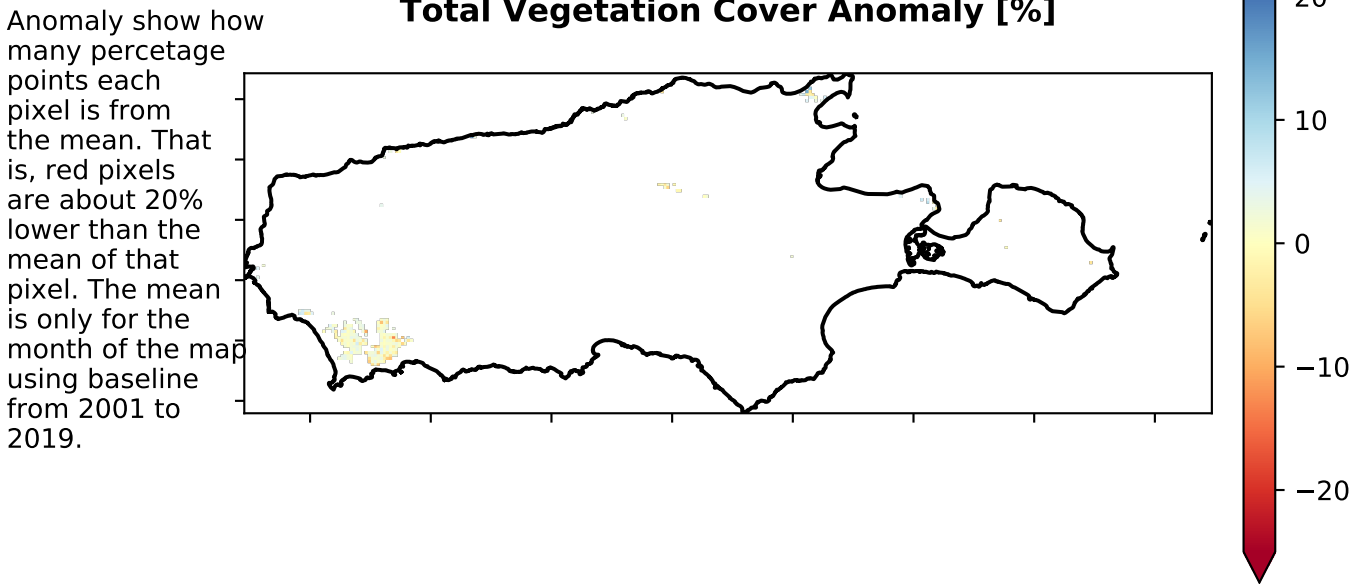 Total Vegetation Cover Anomaly [%]
Anomaly show how
many percetage
points each
pixel is from
the mean. That
is, red pixels
are about 20%
lower than the
mean of that
pixel. The mean
is only for the
month of the map
using baseline
from 2001 to
2019.
20
10
0
−10
−20